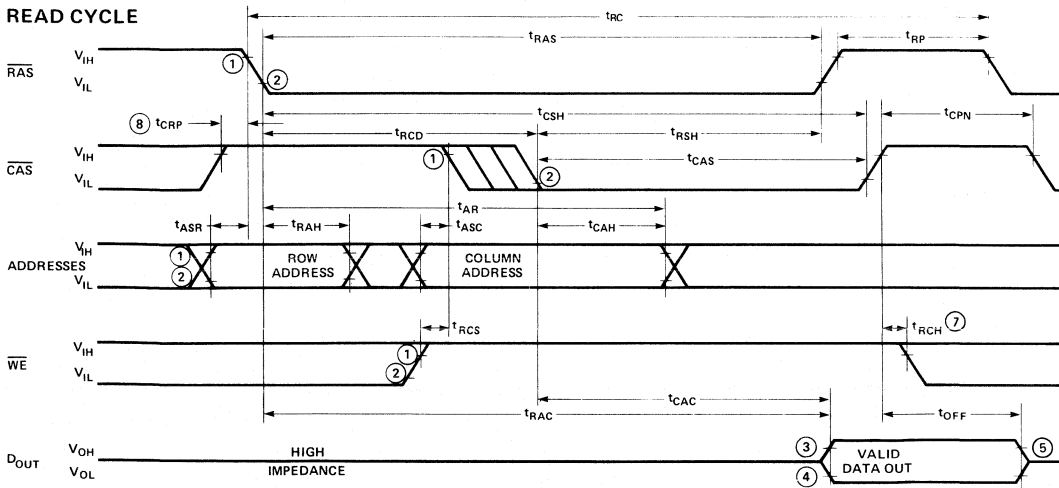 READ CYCLE
tRC
tRAS
tRP
RAS
VIH
VIL
①
②
tCSH
tCPN
⑧ tCRP
tRCD
tRSH
CAS
VIH
VIL
①
②
tCAS
tAR
tASR
tRAH
tASC
tCAH
ADDRESSES
VIH
VIL
①
②
ROW
ADDRESS
COLUMN
ADDRESS
tRCS
tRCH ⑦
WE
VIH
VIL
①
②
tCAC
tRAC
tOFF
DOUT
VOH
VOL
HIGH
IMPEDANCE
③
④
VALID
DATA OUT
⑤